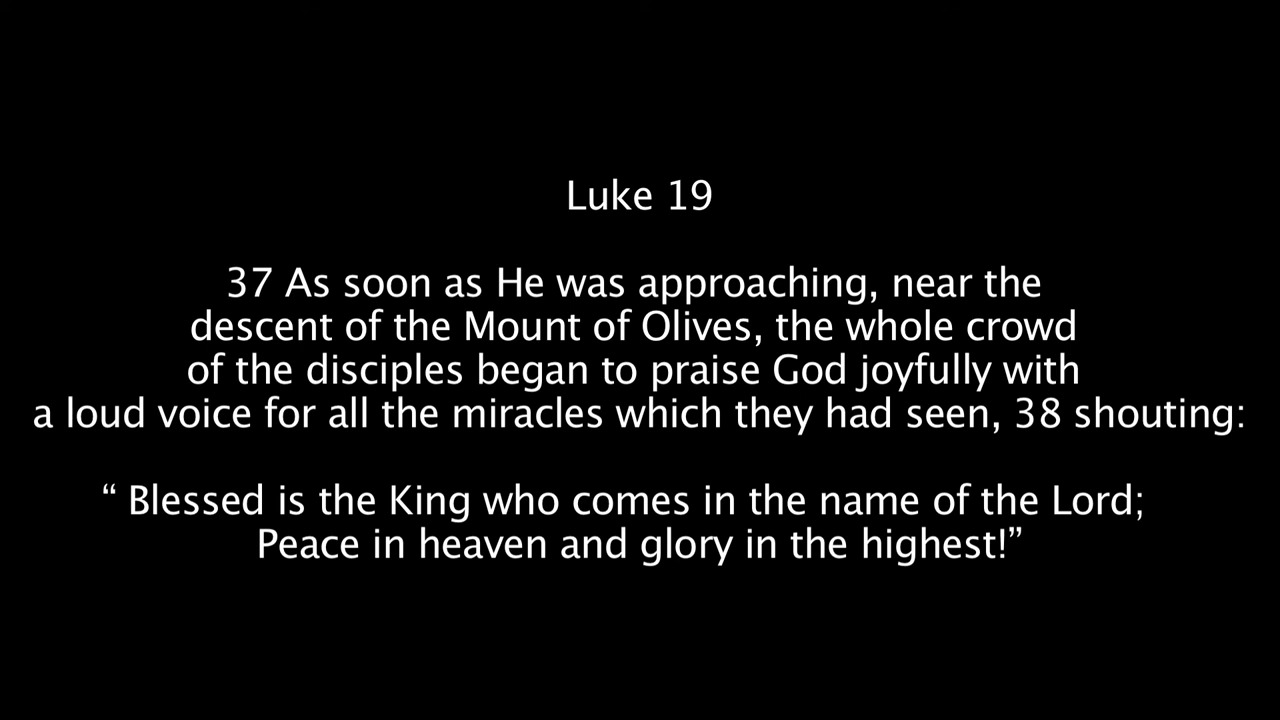 Luke 19
37 As soon as He was approaching, near the
descent of the Mount of Olives, the whole crowd
of the disciples began to praise God joyfully with
a loud voice for all the miracles which they had seen, 38 shouting:
“ Blessed is the King who comes in the name of the Lord;
Peace in heaven and glory in the highest!”